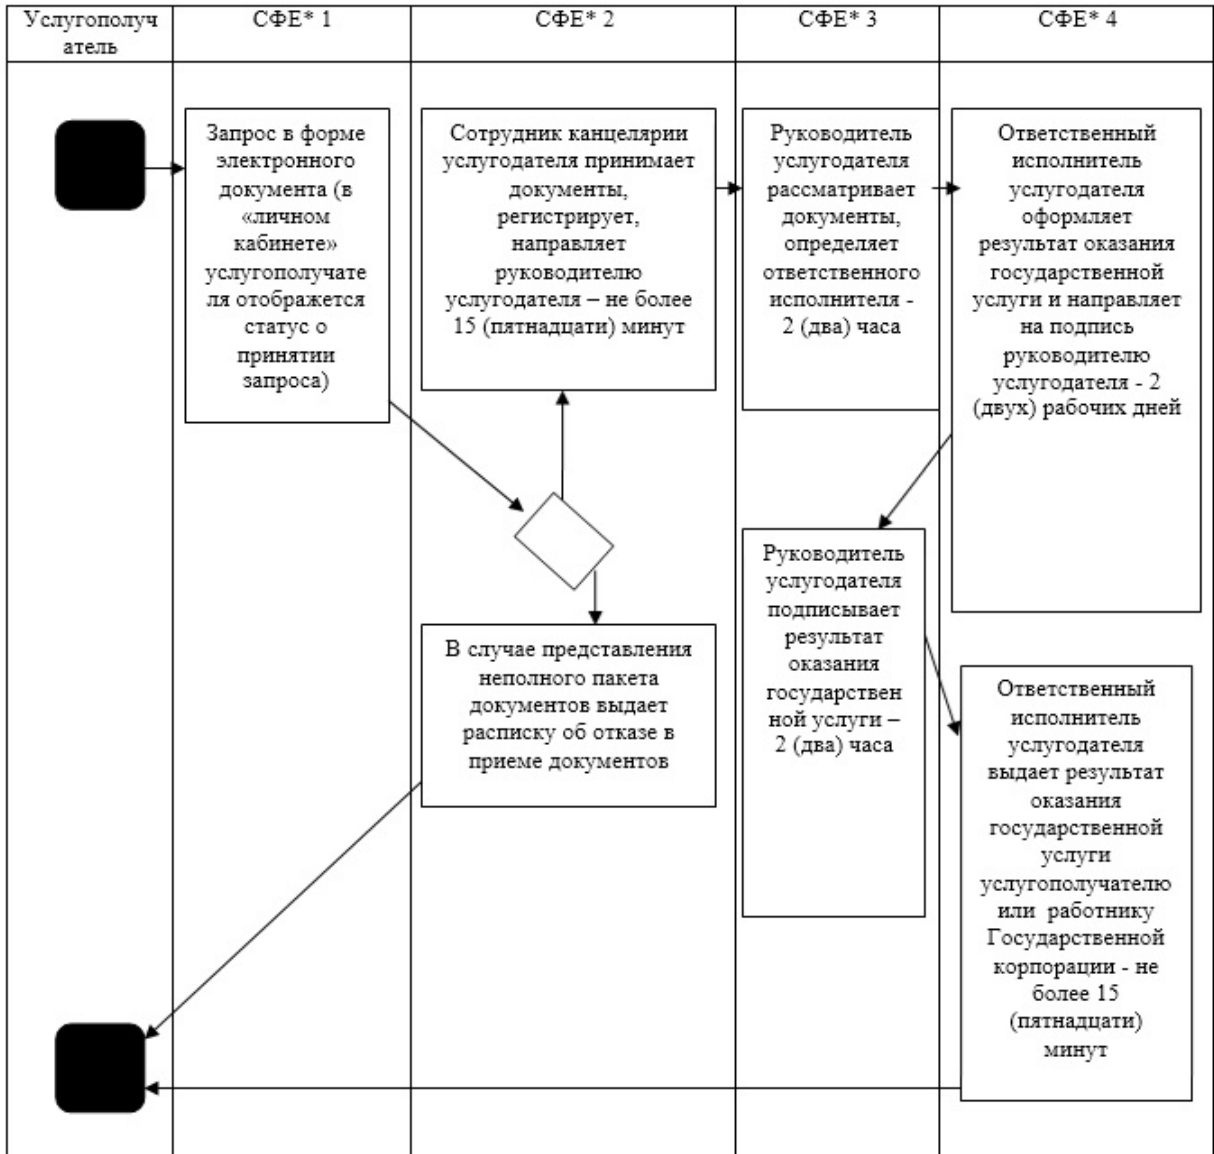 Услугополуч
атель
СФЕ* 1
СФЕ* 2
СФЕ* 3
СФЕ* 4
Запрос в форме
электронного
документа (в
«личном
кабинете»
услугополучате
ля отображется
статус о
принятии
запроса)
Сотрудник канцелярии
услугодателя принимает
документы,
регистрирует,
направляет
руководителю
услугодателя – не более
15 (пятнадцати) минут
Руководитель
услугодателя
рассматривает
документы,
определяет
ответственного
исполнителя -
2 (два) часа
Ответственный
исполнитель
услугодателя
оформляет
результат оказания
государственной
услуги и направляет
на подпись
руководителю
услугодателя - 2
(двух) рабочих дней
В случае представления
неполного пакета
документов выдает
расписку об отказе в
приеме документов
Руководитель
услугодателя
подписывает
результат
оказания
государствен
ной услуги –
2 (два) часа
Ответственный
исполнитель
услугодателя
выдает результат
оказания
государственной
услуги
услугополучателю
или работнику
Государственной
корпорации - не
более 15
(пятнадцати)
минут